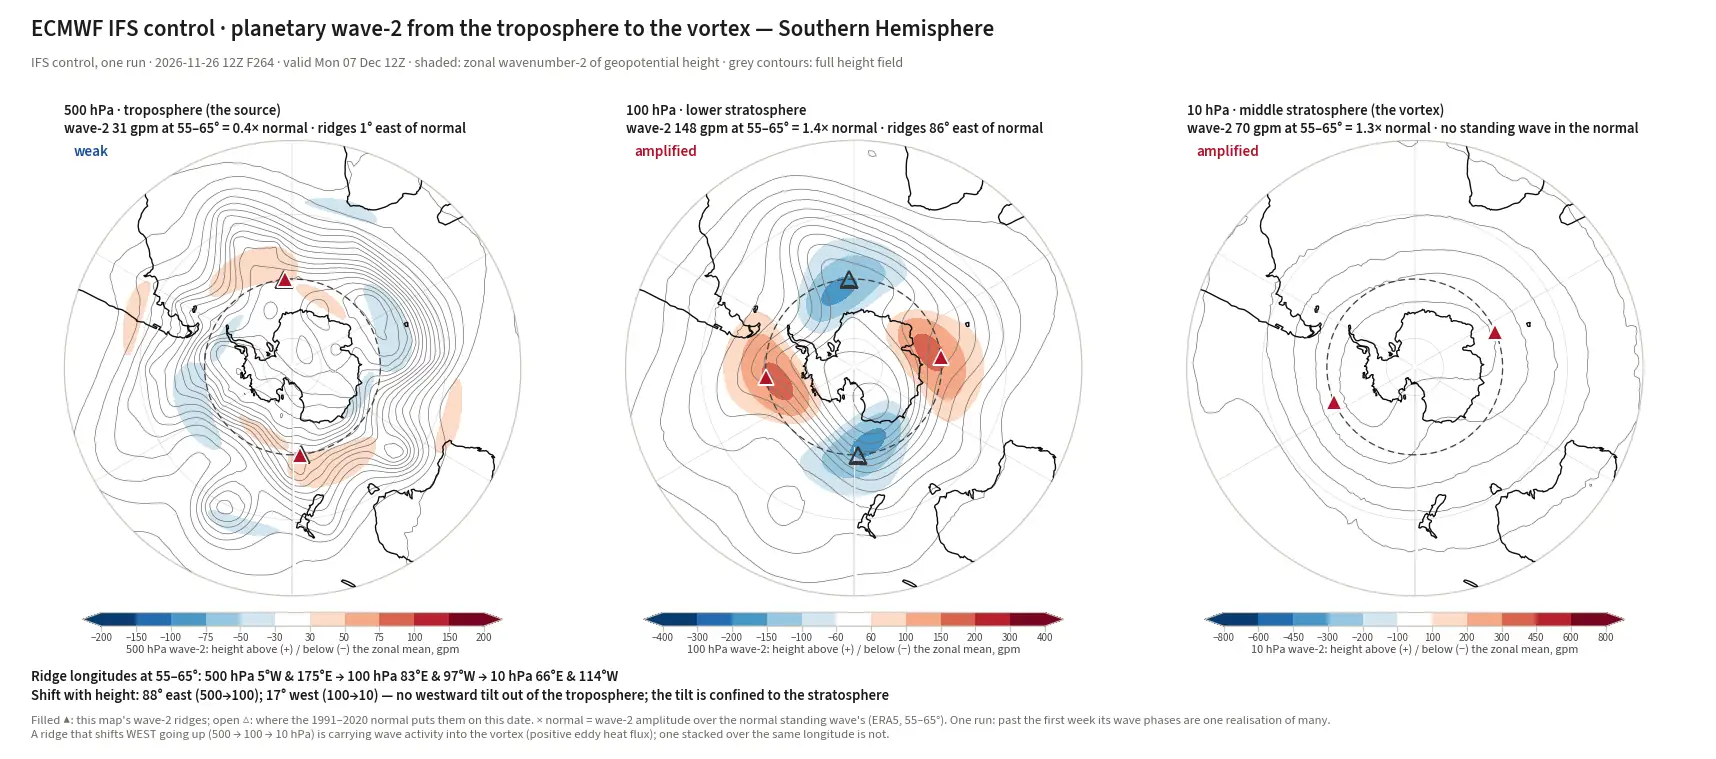 ECMWF IFS control · planetary wave-2 from the troposphere to the vortex — Southern Hemisphere
IFS control, one run · 2026-11-26 12Z F264 · valid Mon 07 Dec 12Z · shaded: zonal wavenumber-2 of geopotential height · grey contours: full height field
500 hPa · troposphere (the source)
wave-2 31 gpm at 55–65° = 0.4× normal · ridges 1° east of normal
weak
100 hPa · lower stratosphere
wave-2 148 gpm at 55–65° = 1.4× normal · ridges 86° east of normal
amplified
10 hPa · middle stratosphere (the vortex)
wave-2 70 gpm at 55–65° = 1.3× normal · no standing wave in the normal
amplified
−200 −150 −100 −75 −50 −30 30 50 75 100 150 200
500 hPa wave-2: height above (+) / below (−) the zonal mean, gpm
−400 −300 −200 −150 −100 −60 60 100 150 200 300 400
100 hPa wave-2: height above (+) / below (−) the zonal mean, gpm
−800 −600 −450 −300 −200 −100 100 200 300 450 600 800
10 hPa wave-2: height above (+) / below (−) the zonal mean, gpm
Ridge longitudes at 55–65°: 500 hPa 5°W & 175°E → 100 hPa 83°E & 97°W → 10 hPa 66°E & 114°W
Shift with height: 88° east (500→100); 17° west (100→10) — no westward tilt out of the troposphere; the tilt is confined to the stratosphere
Filled ▲: this map's wave-2 ridges; open △: where the 1991–2020 normal puts them on this date. × normal = wave-2 amplitude over the normal standing wave's (ERA5, 55–65°). One run: past the first week its wave phases are one realisation of many.
A ridge that shifts WEST going up (500 → 100 → 10 hPa) is carrying wave activity into the vortex (positive eddy heat flux); one stacked over the same longitude is not.